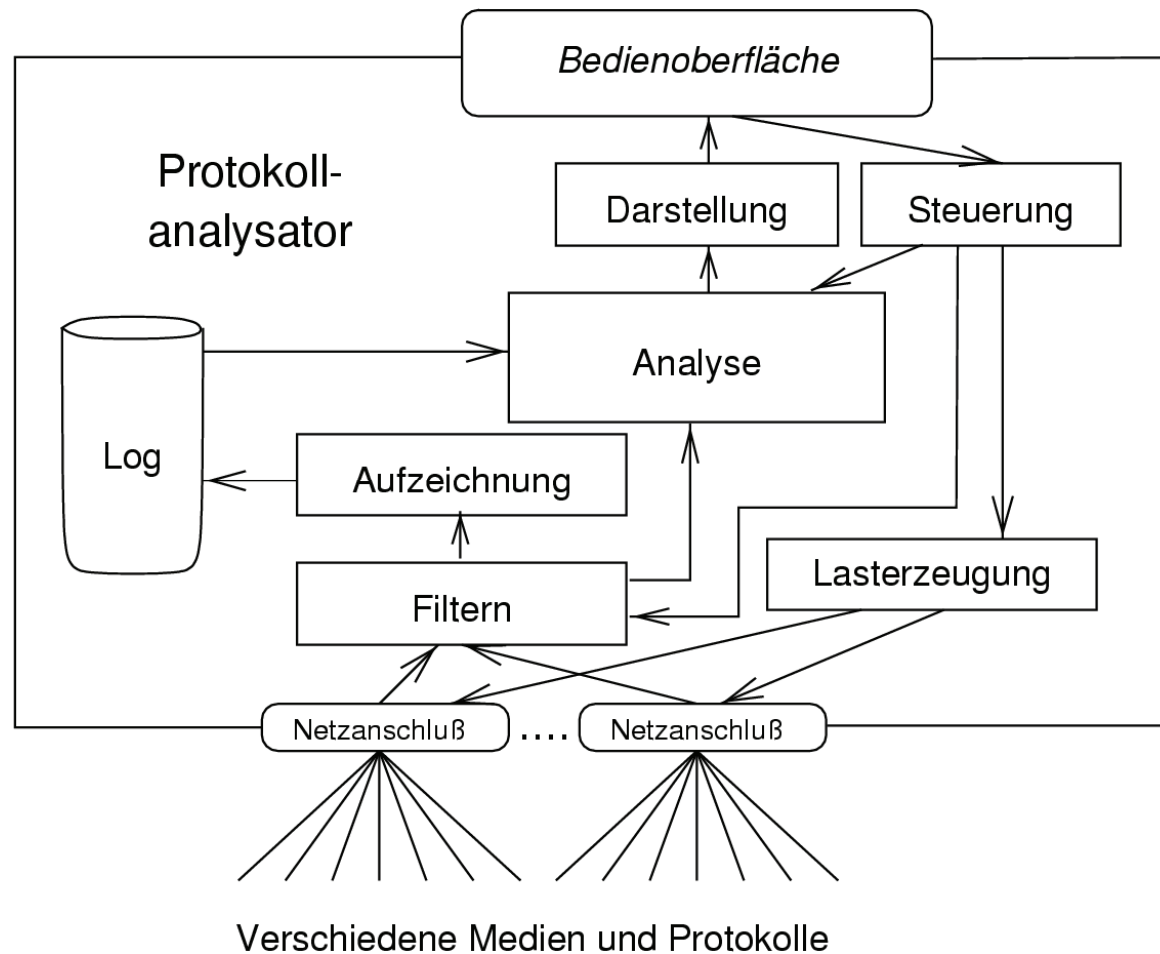 Bedienoberfläche
Protokoll-
analysator
Darstellung
Steuerung
Analyse
Log
Aufzeichnung
Lasterzeugung
Filtern
Netzanschluß
....
Netzanschluß
Verschiedene Medien und Protokolle